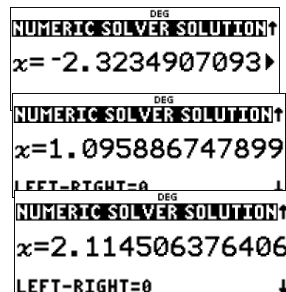 DEG
NUMERIC SOLVER SOLUTION↑
x= -2.3234907093▶
DEG
NUMERIC SOLVER SOLUTION↑
x=1.095886747899
LEFT-RIGHT=0 ↓
DEG
NUMERIC SOLVER SOLUTION↑
x=2.114506376406
LEFT-RIGHT=0 ↓